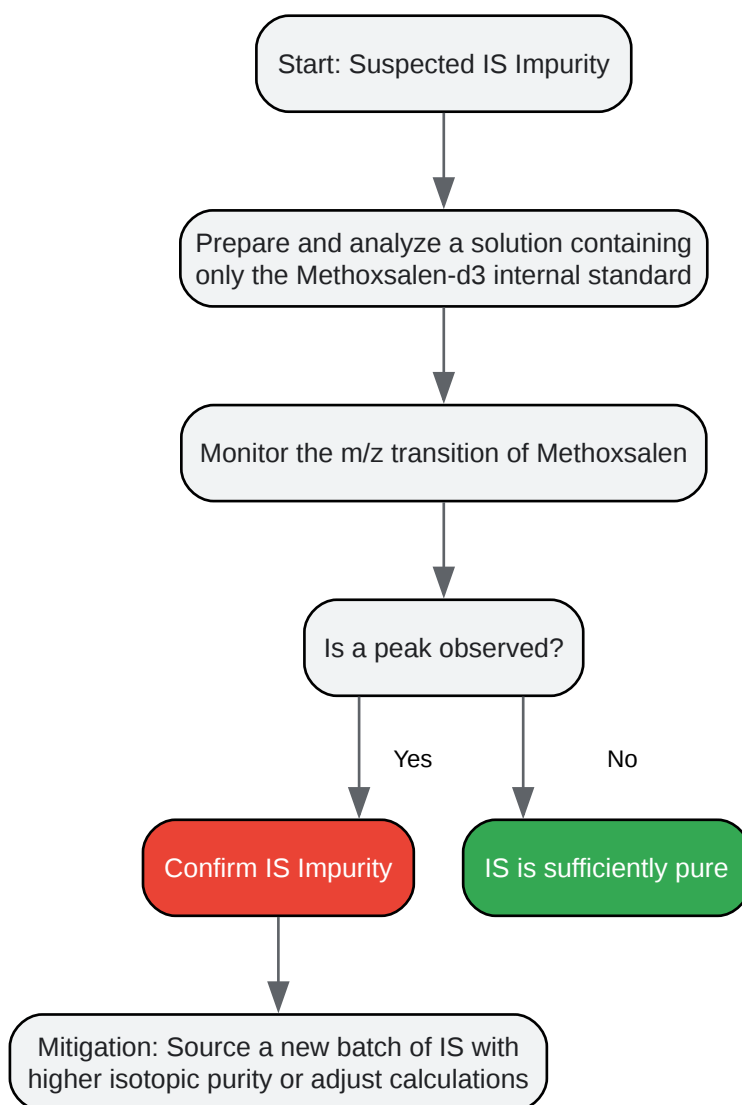 Start: Suspected IS Impurity
Prepare and analyze a solution containing
only the Methoxsalen-d3 internal standard
Monitor the m/z transition of Methoxsalen
Is a peak observed?
Yes
No
Confirm IS Impurity
IS is sufficiently pure
Mitigation: Source a new batch of IS with
higher isotopic purity or adjust calculations